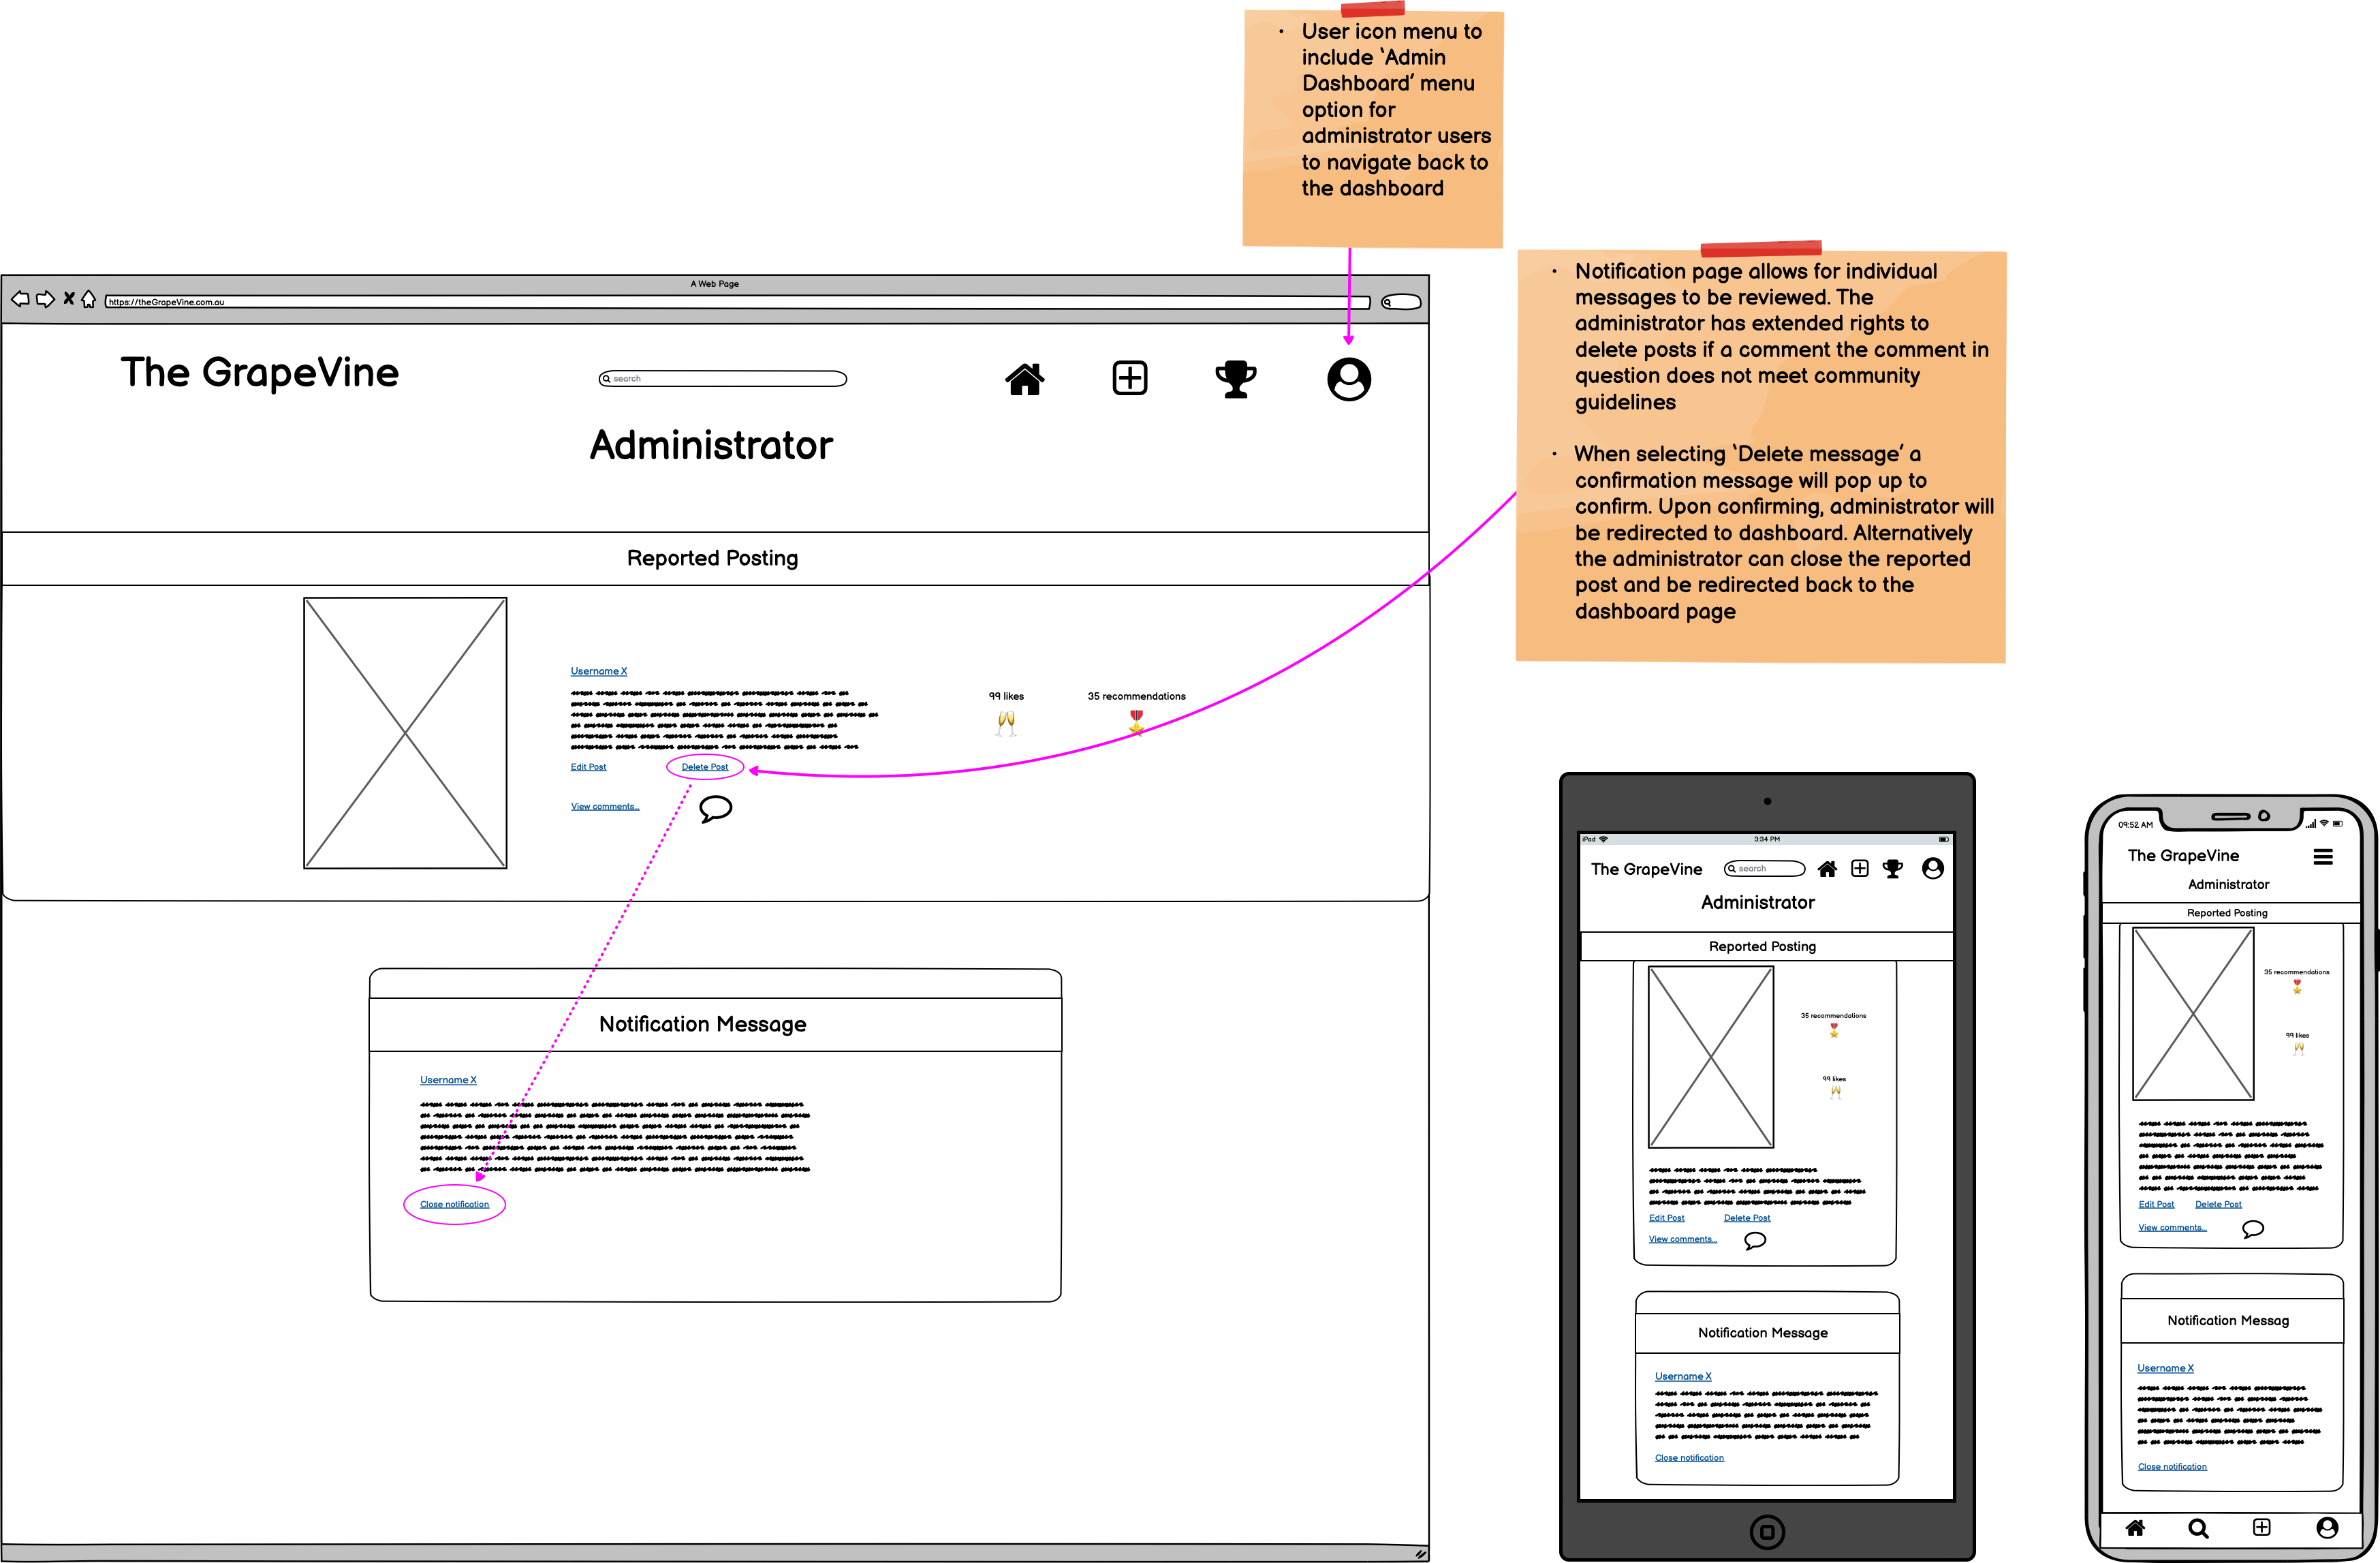 • User icon menu to
include 'Admin
Dashboard' menu
option for
administrator users
to navigate back to
the dashboard
• Notification page allows for individual
messages to be reviewed. The
administrator has extended rights to
delete posts if a comment the comment in
question does not meet community
guidelines
• When selecting 'Delete message' a
confirmation message will pop up to
confirm. Upon confirming, administrator will
be redirected to dashboard. Alternatively
the administrator can close the reported
post and be redirected back to the
dashboard page
A Web Page
https://theGrapeVine.com.au
The GrapeVine
search
Administrator
Reported Posting
Username X
99 likes
35 recommendations
Edit Post
Delete Post
View comments...
Notification Message
Username X
Close notification
iPad
3:34 PM
The GrapeVine
search
Administrator
Reported Posting
35 recommendations
99 likes
Edit Post
Delete Post
View comments...
Notification Message
Username X
Close notification
09:52 AM
The GrapeVine
Administrator
Reported Posting
35 recommendations
99 likes
Edit Post
Delete Post
View comments...
Notification Messag
Username X
Close notification